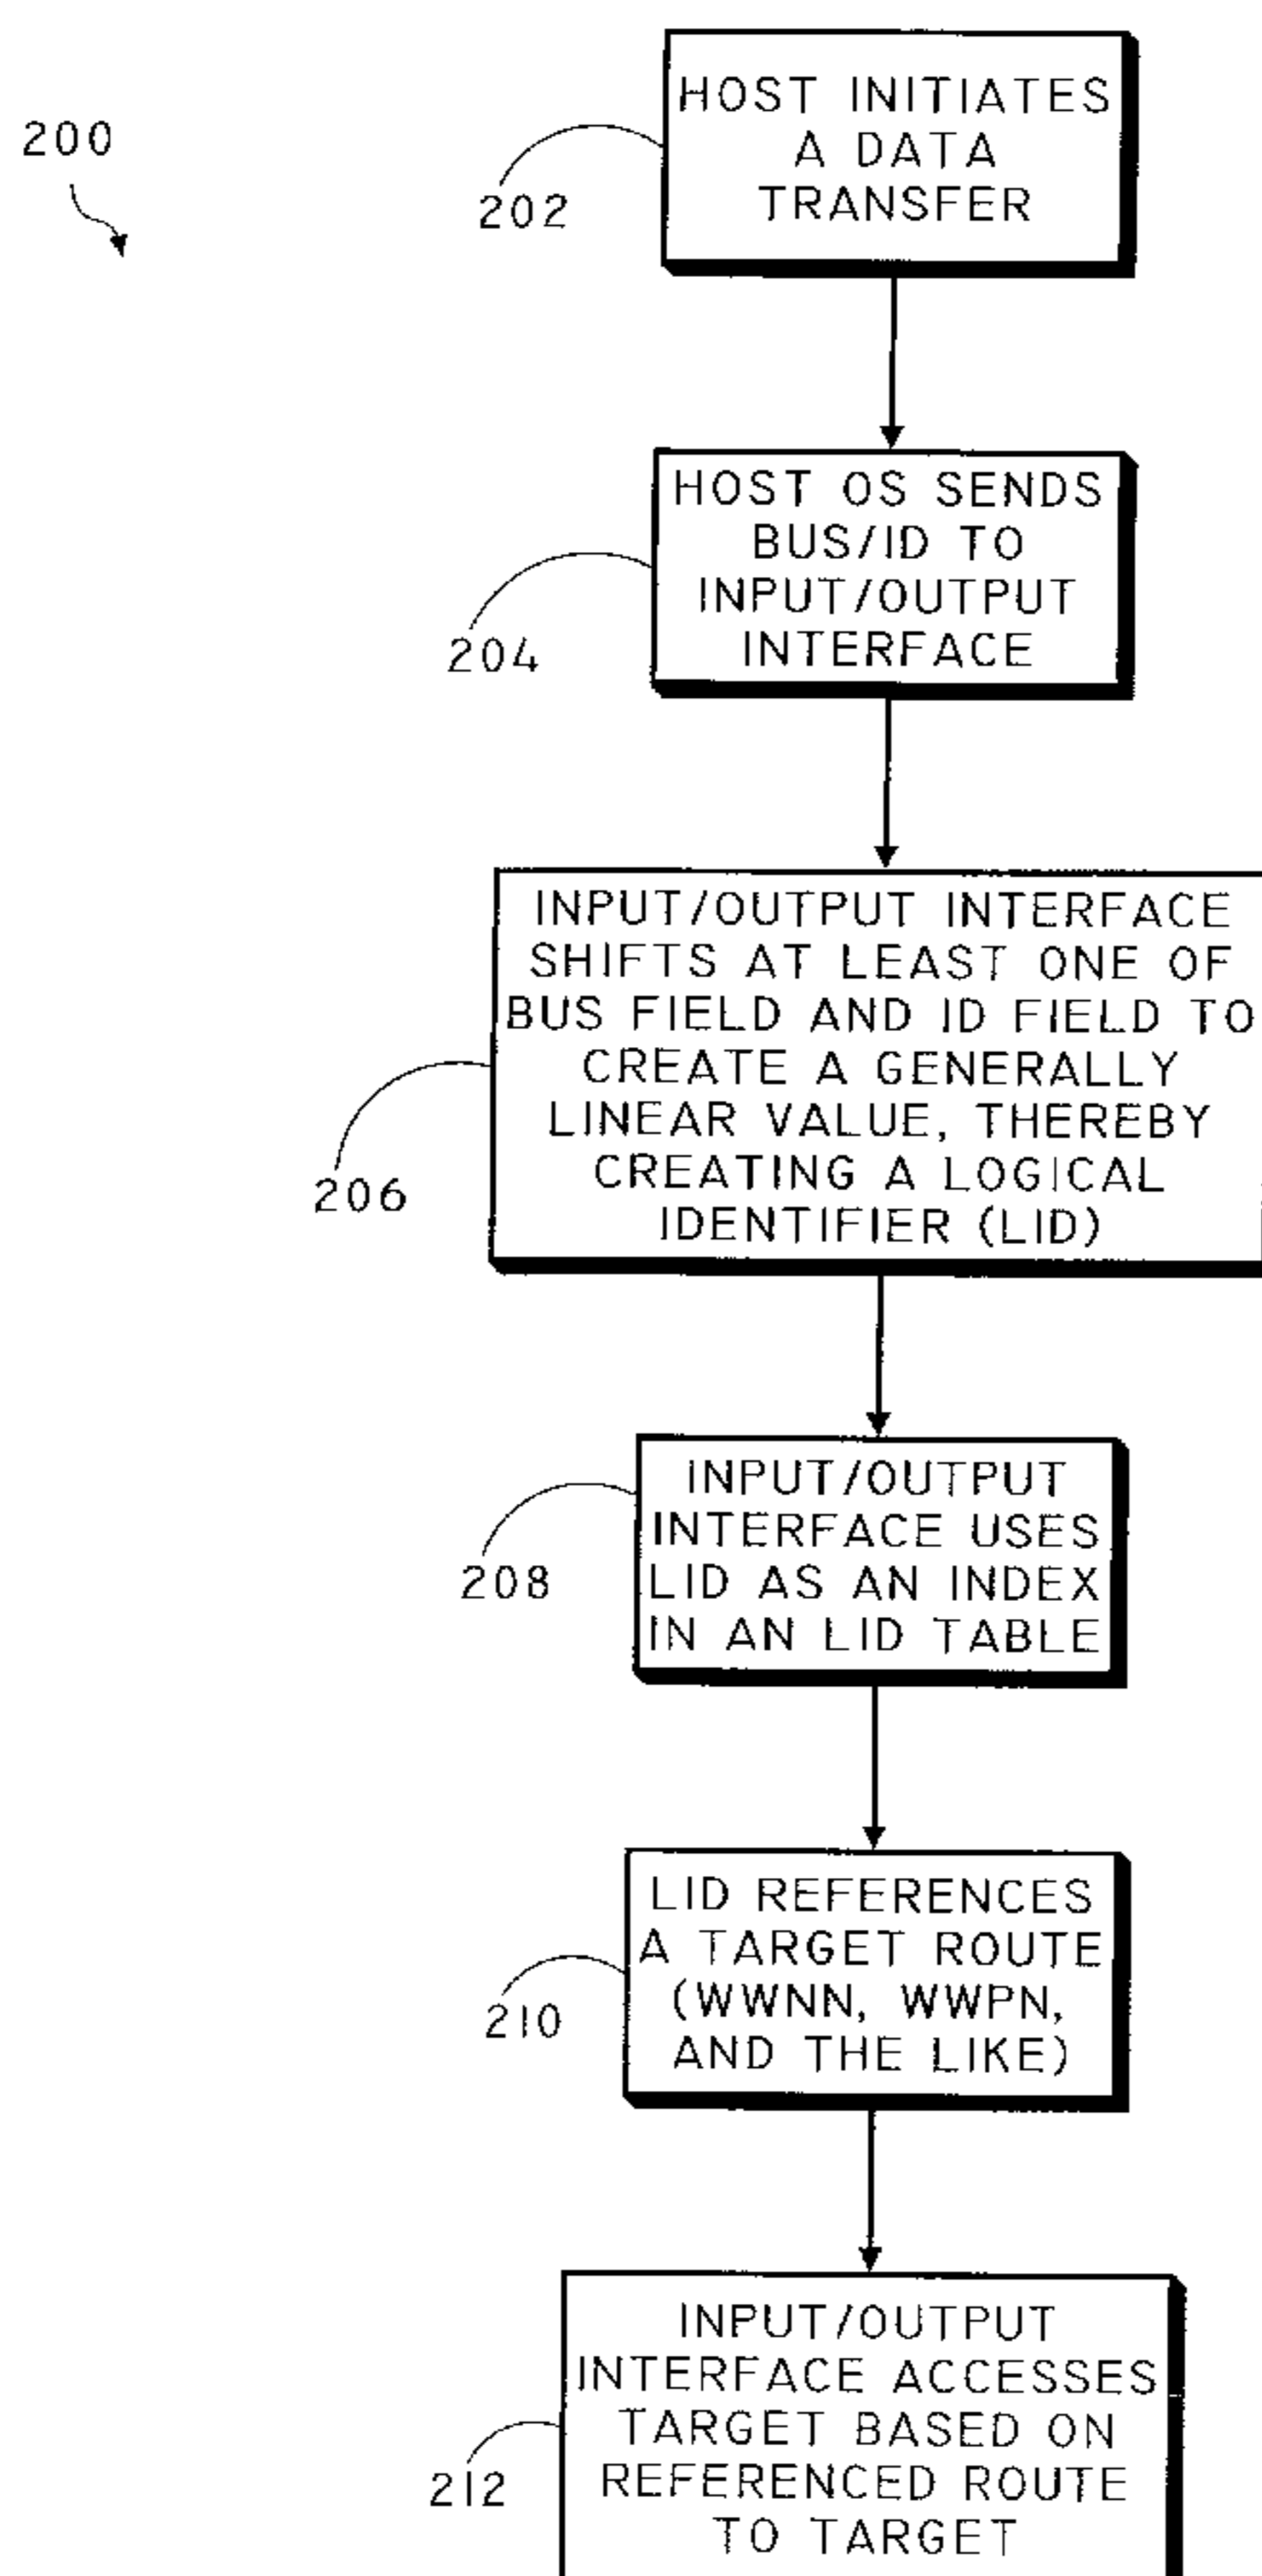 200
HOST INITIATES
A DATA
TRANSFER
202
HOST OS SENDS
BUS/ID TO
INPUT/OUTPUT
INTERFACE
204
INPUT/OUTPUT INTERFACE
SHIFTS AT LEAST ONE OF
BUS FIELD AND ID FIELD TO
CREATE A GENERALLY
LINEAR VALUE, THEREBY
CREATING A LOGICAL
IDENTIFIER (LID)
206
INPUT/OUTPUT
INTERFACE USES
LID AS AN INDEX
IN AN LID TABLE
208
LID REFERENCES
A TARGET ROUTE
(WWNN, WWPN,
AND THE LIKE)
210
INPUT/OUTPUT
INTERFACE ACCESSES
TARGET BASED ON
REFERENCED ROUTE
TO TARGET
212